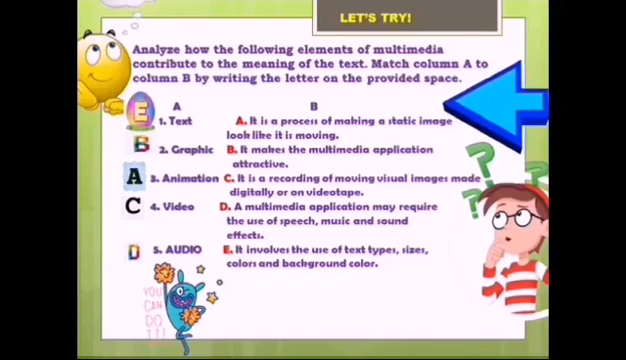 LET'S TRY!
Analyze how the following elements of multimedia
contribute to the meaning of the text. Match column A to
column B by writing the letter on the provided space.
A B
E 1. Text A. It is a process of making a static image
look like it is moving.
B 2. Graphic B. It makes the multimedia application
attractive.
A 3. Animation C. It is a recording of moving visual images made
digitally or on videotape.
C 4. Video D. A multimedia application may require
the use of speech, music and sound
effects.
D 5. AUDIO E. It involves the use of text types, sizes,
colors and background color.
YOU
CAN
DO
IT!!